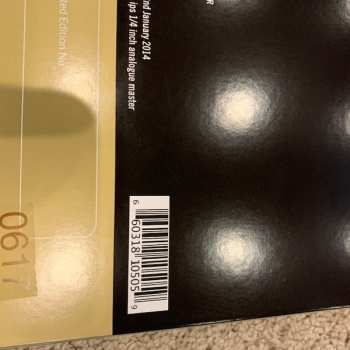 nd January 2014
ips 1/4 inch analogue master
ted Edition No
0617
6 60318 10505 9